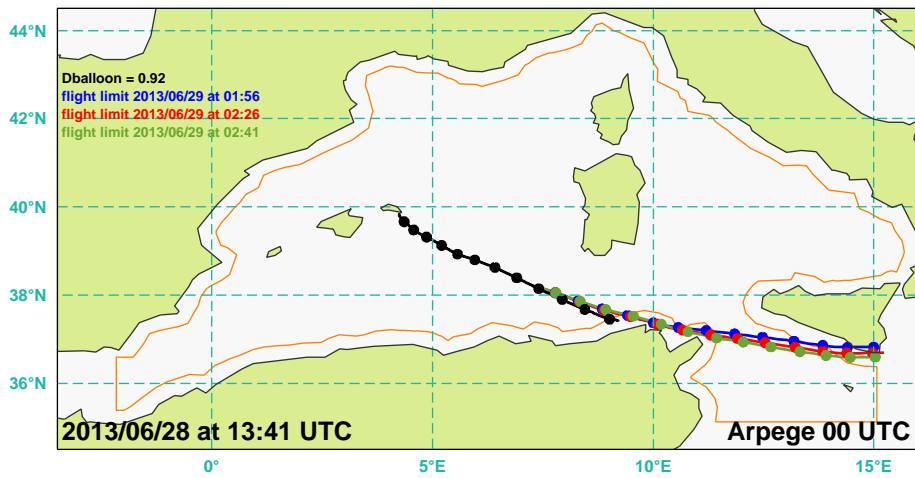 44°N
Dballoon = 0.92
flight limit 2013/06/29 at 01:56
flight limit 2013/06/29 at 02:26
flight limit 2013/06/29 at 02:41
42°N
40°N
38°N
36°N
2013/06/28 at 13:41 UTC
Arpege 00 UTC
0°
5°E
10°E
15°E